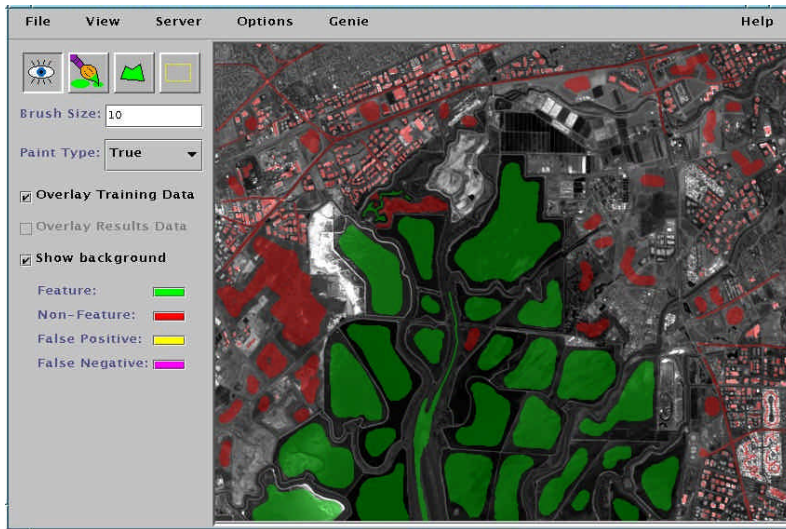 File View Server Options Genie Help
Brush Size: 10
Paint Type: True
Overlay Training Data
Overlay Results Data
Show background
Feature:
Non-Feature:
False Positive:
False Negative: